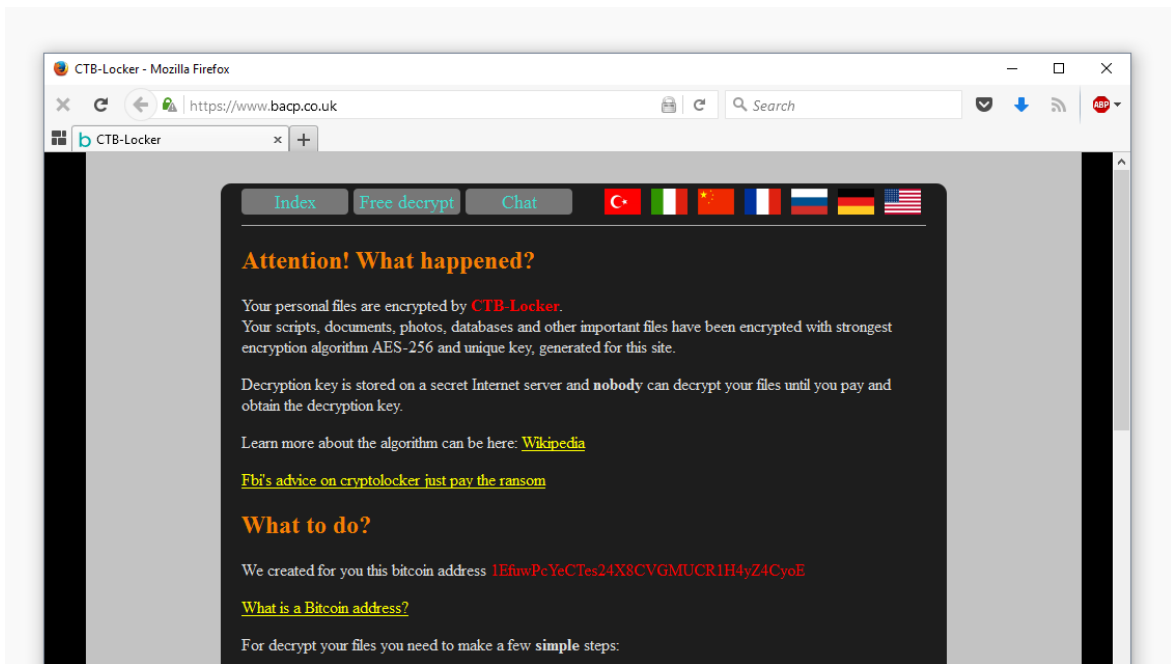 CTB-Locker - Mozilla Firefox
https://www.bacp.co.uk
Search
ABP
b CTB-Locker
Index Free decrypt Chat
Attention! What happened?
Your personal files are encrypted by CTB-Locker.
Your scripts, documents, photos, databases and other important files have been encrypted with strongest
encryption algorithm AES-256 and unique key, generated for this site.
Decryption key is stored on a secret Internet server and nobody can decrypt your files until you pay and
obtain the decryption key.
Learn more about the algorithm can be here: Wikipedia
Fbi's advice on cryptolocker just pay the ransom
What to do?
We created for you this bitcoin address 1EfuwPcYeCTes24X8CVGMUCR1H4yZ4CyoE
What is a Bitcoin address?
For decrypt your files you need to make a few simple steps: